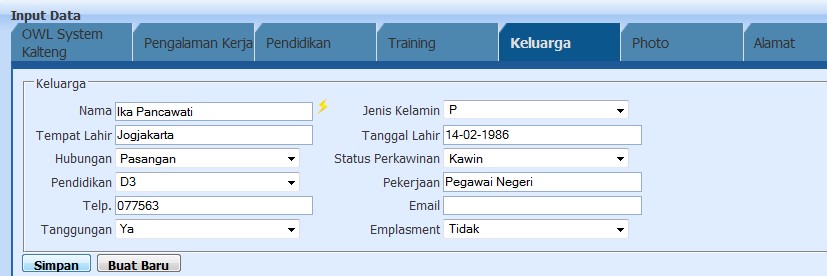 Input Data
OWL System Kalteng
Pengalaman Kerja
Pendidikan
Training
Keluarga
Photo
Alamat
Keluarga
Nama Ika Pancawati Jenis Kelamin P
Tempat Lahir Jogjakarta Tanggal Lahir 14-02-1986
Hubungan Pasangan Status Perkawinan Kawin
Pendidikan D3 Pekerjaan Pegawai Negeri
Telp. 077563 Email
Tanggungan Ya Emplasment Tidak
Simpan Buat Baru